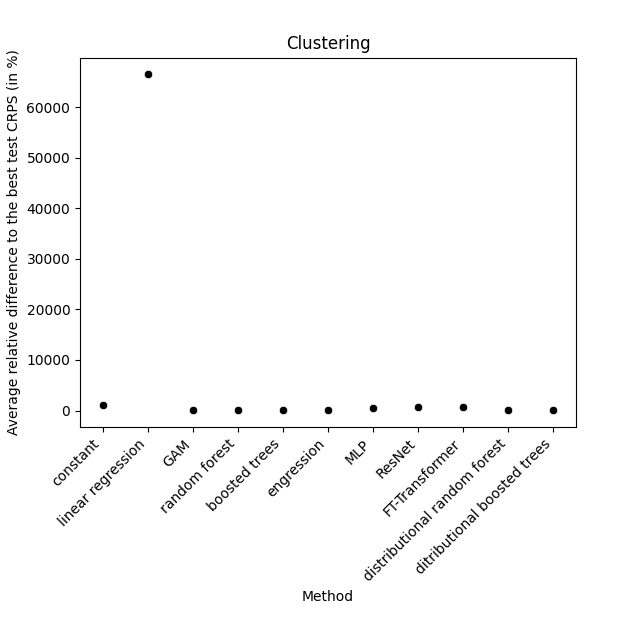 Clustering
Average relative difference to the best test CRPS (in %)
60000
50000
40000
30000
20000
10000
0
constant
linear regression
GAM
random forest
boosted trees
engression
MLP
ResNet
FT-Transformer
distributional random forest
ditributional boosted trees
Method